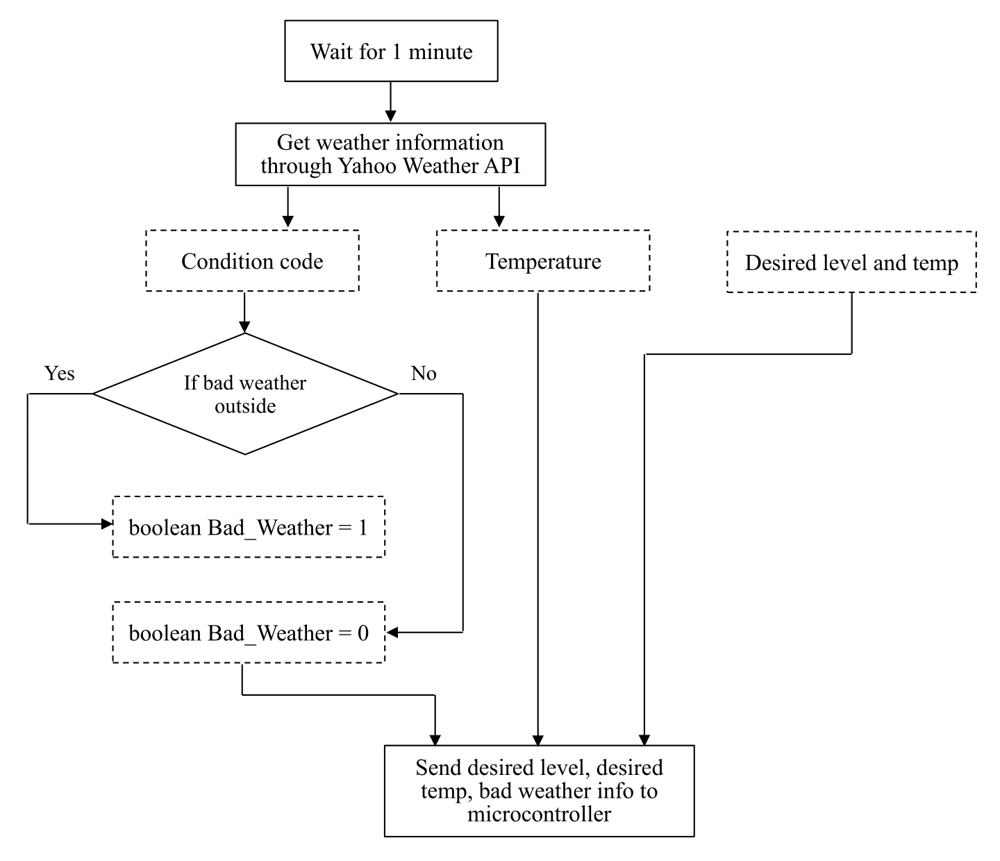 Wait for 1 minute
Get weather information
through Yahoo Weather API
Condition code
Temperature
Desired level and temp
Yes
If bad weather
outside
No
boolean Bad_Weather = 1
boolean Bad_Weather = 0
Send desired level, desired
temp, bad weather info to
microcontroller